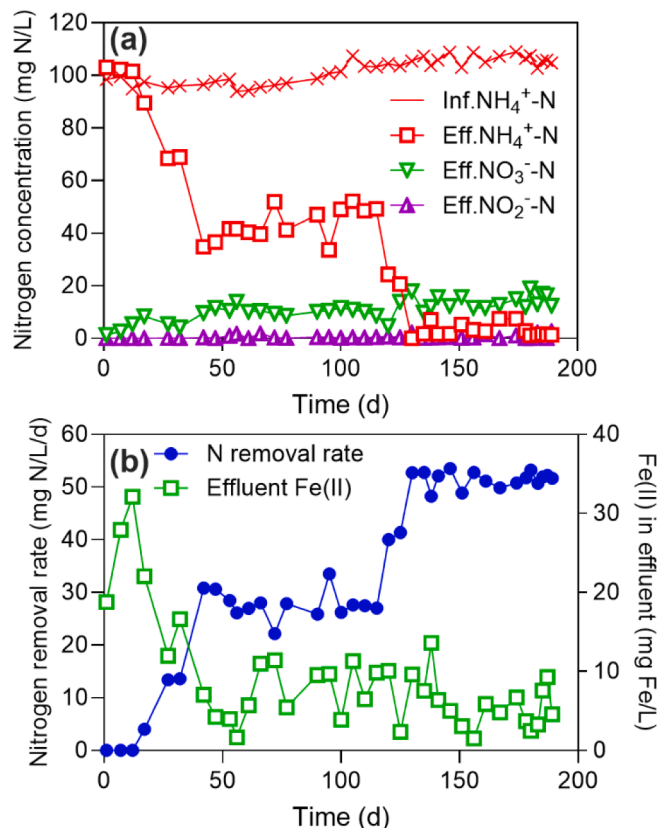 (a)
Nitrogen concentration (mg N/L)
120
100
80
60
40
20
0
Inf.NH₄⁺-N
Eff.NH₄⁺-N
Eff.NO₃⁻-N
Eff.NO₂⁻-N
0 50 100 150 200
Time (d)
(b)
Nitrogen removal rate (mg N/L/d)
60
50
40
30
20
10
0
N removal rate
Effluent Fe(II)
40
30
20
10
0
Fe(II) in effluent (mg Fe/L)
0 50 100 150 200
Time (d)